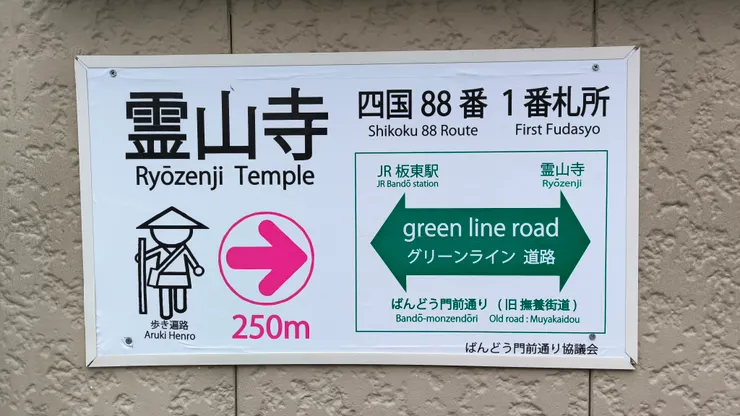 霊山寺
Ryōzenji Temple
四国 88 番 1 番札所
Shikoku 88 Route First Fudasyo
JR 板東駅 霊山寺
JR Bandō station Ryōzenji
green line road
グリーンライン 道路
ばんどう門前通り ( 旧 撫養街道 )
Bandō-monzendōri Old road : Muyakaidou
歩き遍路
Aruki Henro
250m
ばんどう門前通り協議会